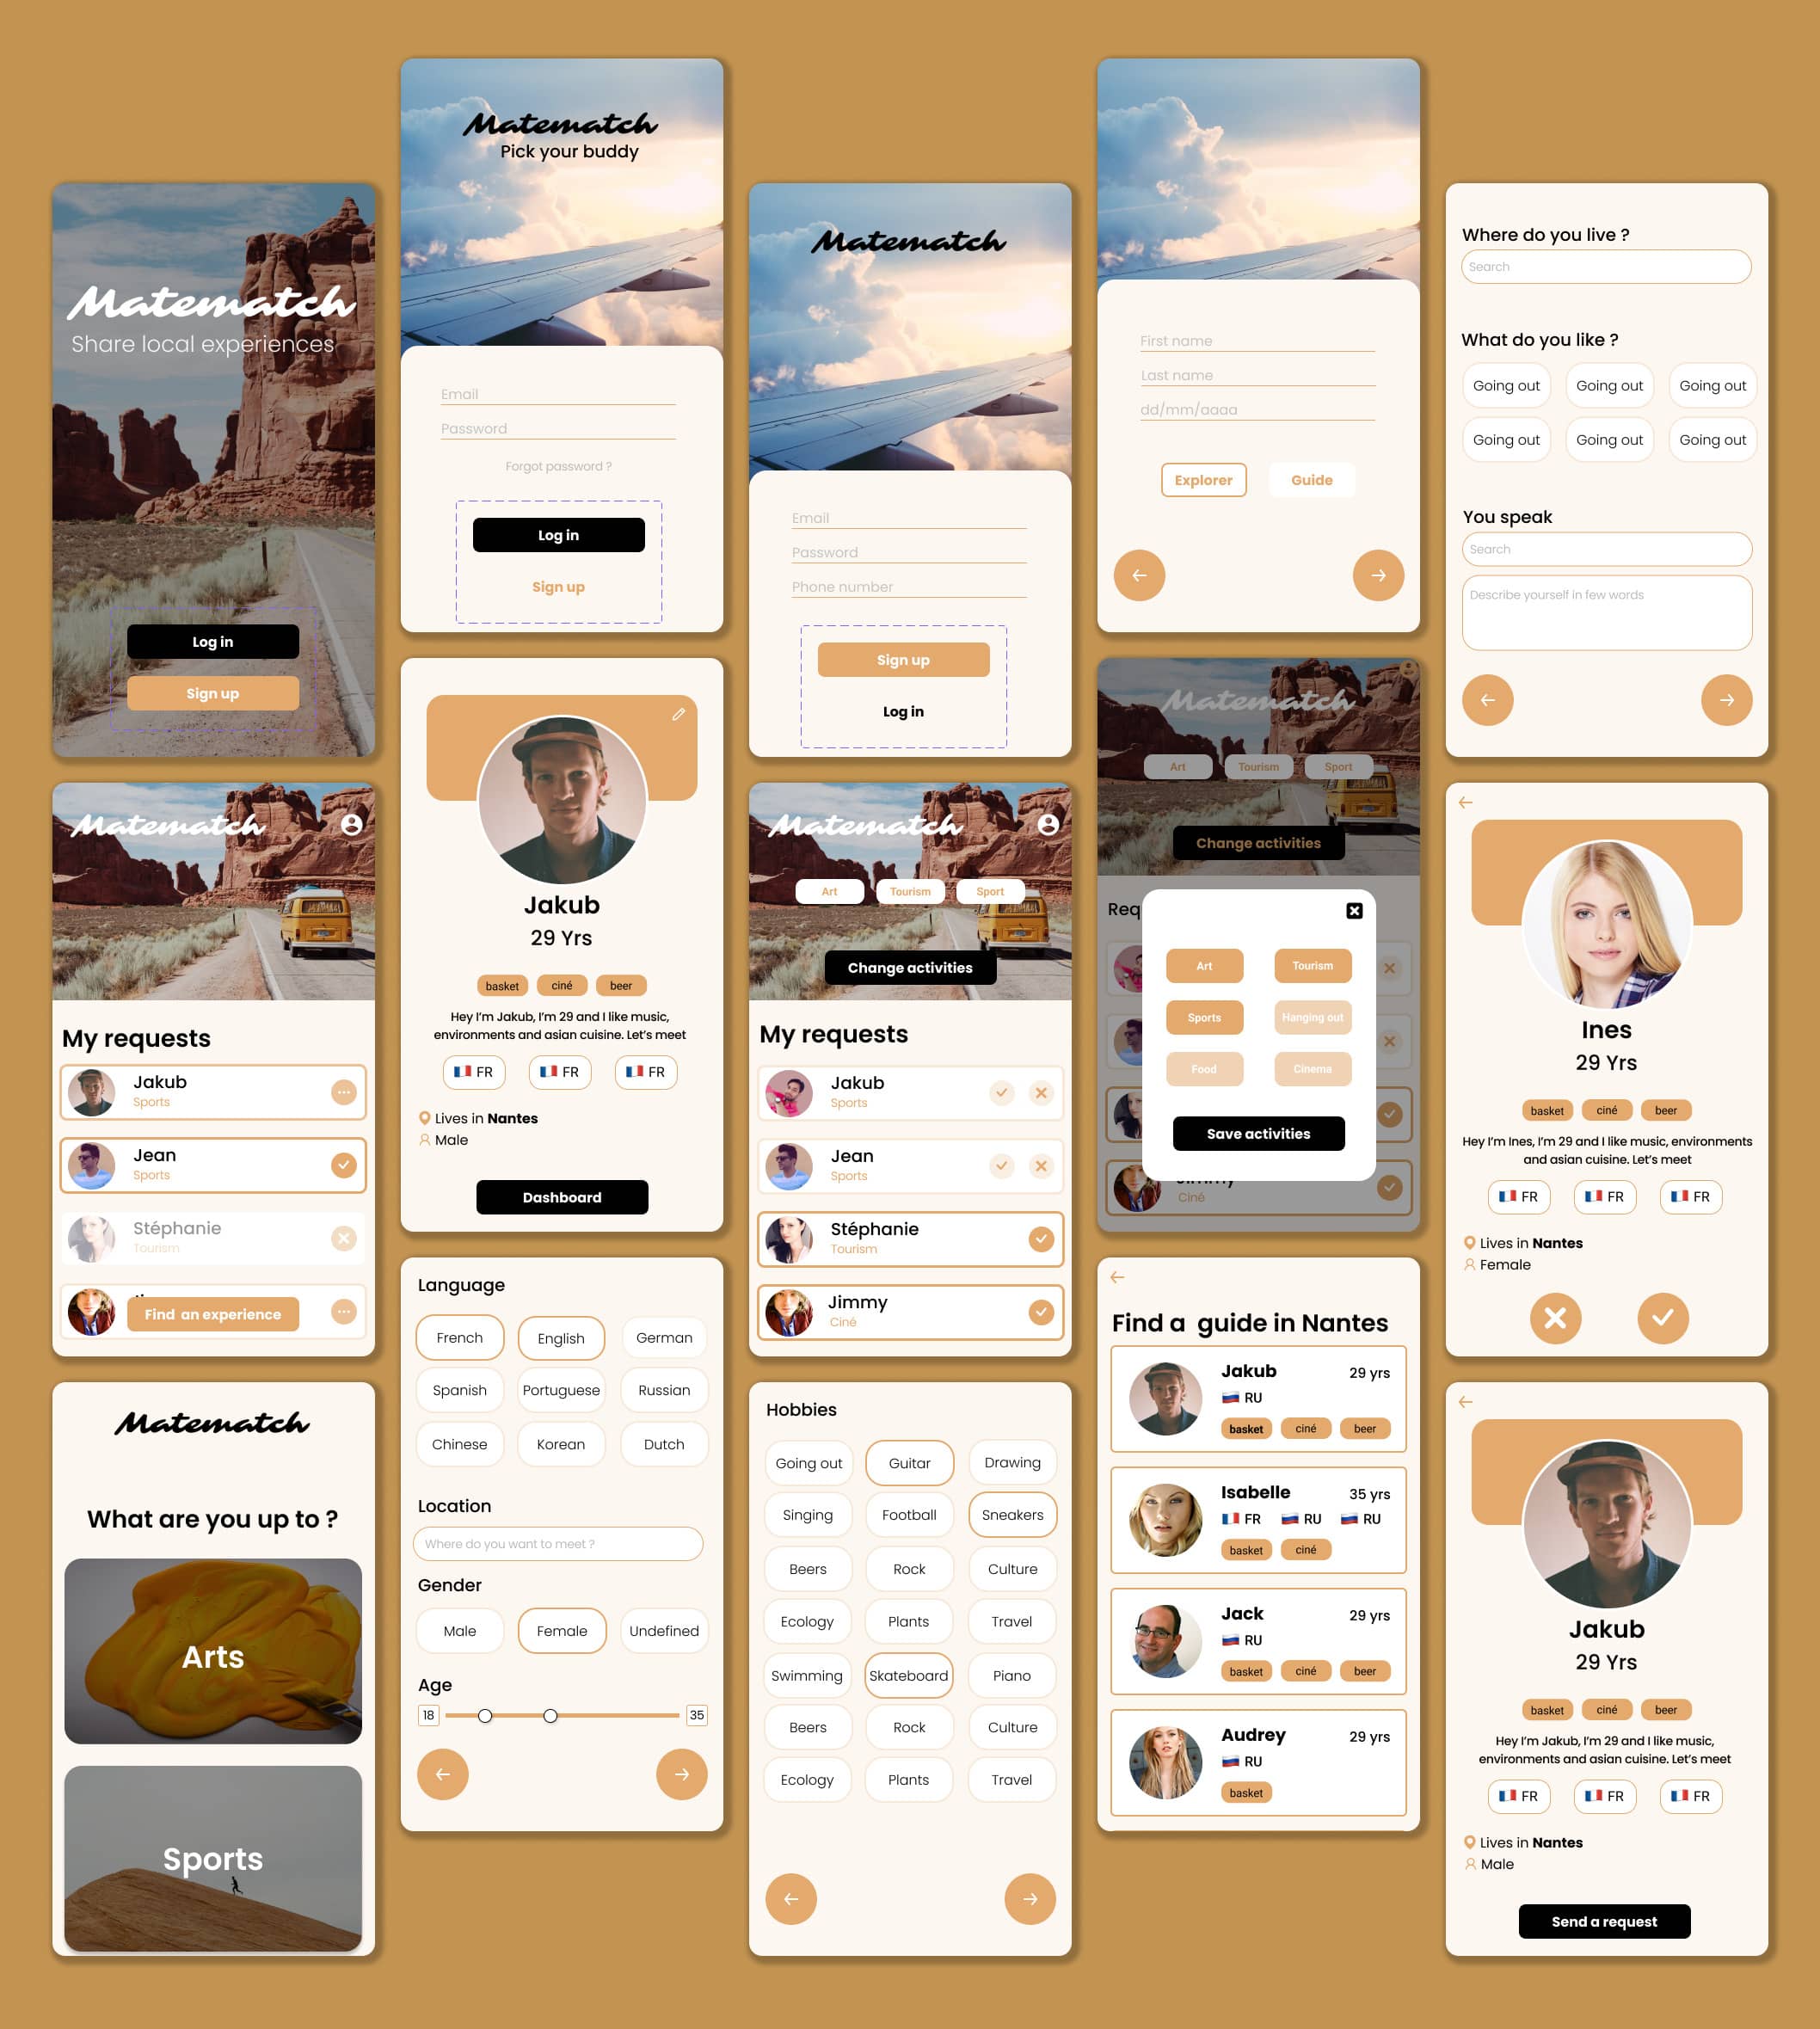 Matematch
Share local experiences
Log in
Sign up
Matematch
My requests
Jakub
Sports
Jean
Sports
Stéphanie
Tourism
Find an experience
Matematch
What are you up to ?
Arts
Sports
Matematch
Pick your buddy
Email
Password
Forgot password ?
Log in
Sign up
Jakub
29 Yrs
basket ciné beer
Hey I'm Jakub, I'm 29 and I like music,
environments and asian cuisine. Let's meet
FR FR FR
Lives in Nantes
Male
Dashboard
Language
French English German
Spanish Portuguese Russian
Chinese Korean Dutch
Location
Where do you want to meet ?
Gender
Male Female Undefined
Age
18 35
Matematch
Email
Password
Phone number
Sign up
Log in
Matematch
Art Tourism Sport
Change activities
My requests
Jakub
Sports
Jean
Sports
Stéphanie
Tourism
Jimmy
Ciné
Hobbies
Going out Guitar Drawing
Singing Football Sneakers
Beers Rock Culture
Ecology Plants Travel
Swimming Skateboard Piano
Beers Rock Culture
Ecology Plants Travel
First name
Last name
dd/mm/aaaa
Explorer Guide
Matematch
Art Tourism Sport
Change activities
Req
Art Tourism
Sports Hanging out
Food Cinema
Save activities
Jimmy
Ciné
Find a  guide in Nantes
Jakub 29 yrs
RU
basket ciné beer
Isabelle 35 yrs
FR RU RU
basket ciné
Jack 29 yrs
RU
basket ciné beer
Audrey 29 yrs
RU
basket
Where do you live ?
Search
What do you like ?
Going out Going out Going out
Going out Going out Going out
You speak
Search
Describe yourself in few words
Ines
29 Yrs
basket ciné beer
Hey I'm Ines, I'm 29 and I like music, environments
and asian cuisine. Let's meet
FR FR FR
Lives in Nantes
Female
Jakub
29 Yrs
basket ciné beer
Hey I'm Jakub, I'm 29 and I like music,
environments and asian cuisine. Let's meet
FR FR FR
Lives in Nantes
Male
Send a request